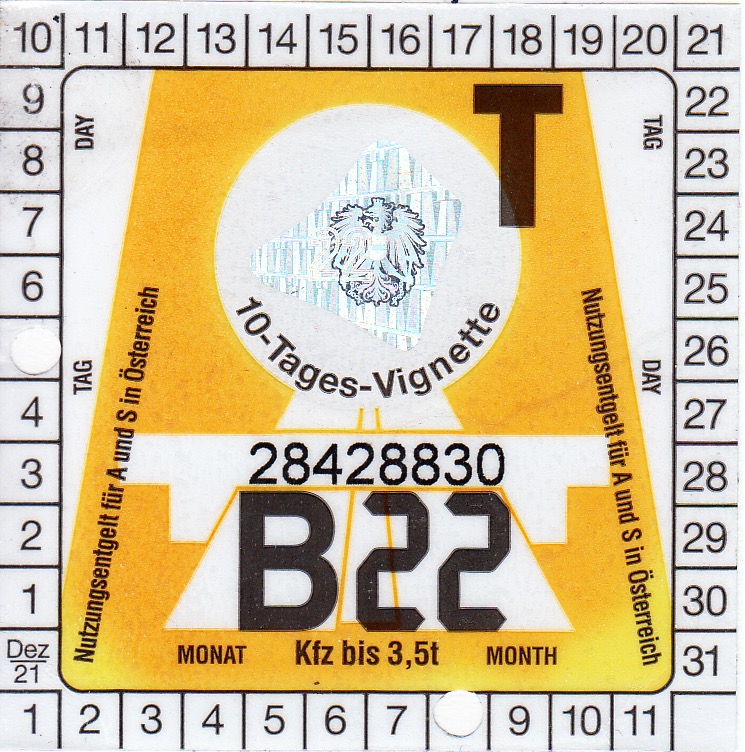 10 11 12 13 14 15 16 17 18 19 20 21
9 22
8 23
7 24
6 25
26
4 27
3 28
2 29
1 30
Dez 21 31
1 2 3 4 5 6 7 9 10 11
DAY
T
TAG
10-Tages-Vignette
TAG
DAY
Nutzungsentgelt für A und S in Österreich
Nutzungsentgelt für A und S in Österreich
28428830
B22
MONAT Kfz bis 3,5t MONTH